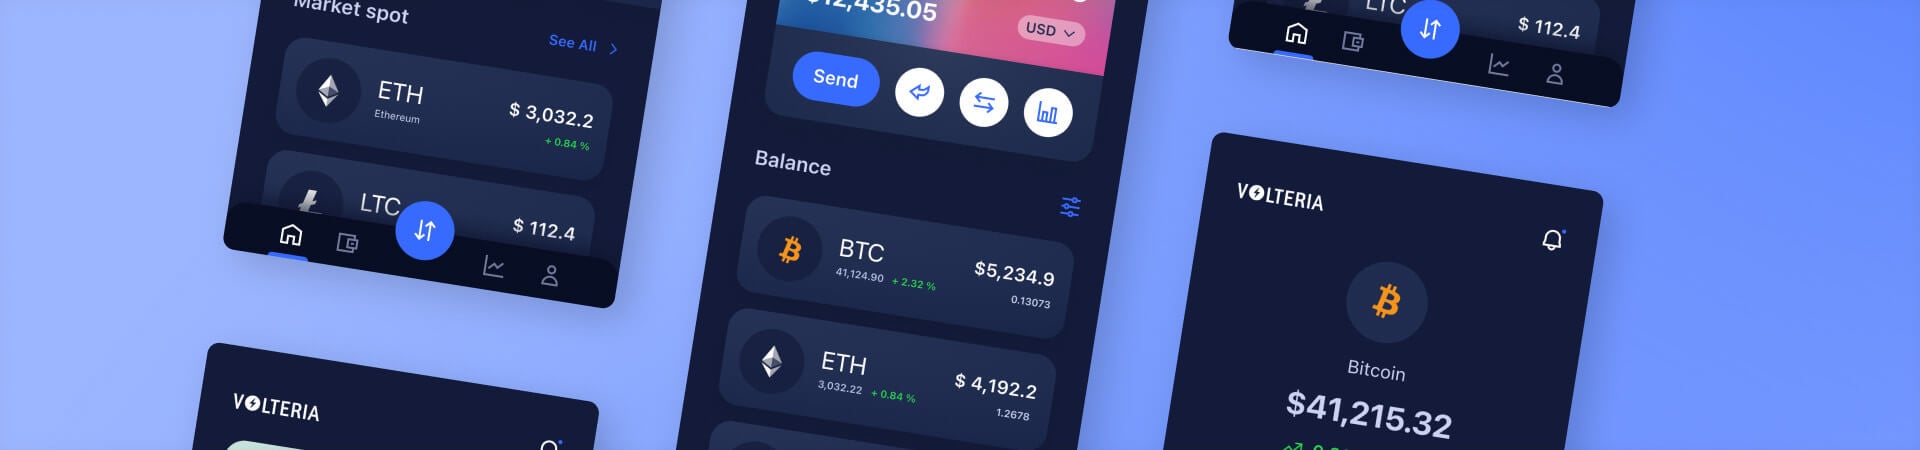 Market spot
See All
ETH
Ethereum
$ 3,032.2
+ 0.84 %
LTC
$ 112.4
VOLTERIA
$12,435.05
USD
Send
Balance
BTC
41,124.90 + 2.32 %
$5,234.9
0.13073
ETH
3,032.22 + 0.84 %
$ 4,192.2
1.2678
LTC
$ 112.4
VOLTERIA
Bitcoin
$41,215.32